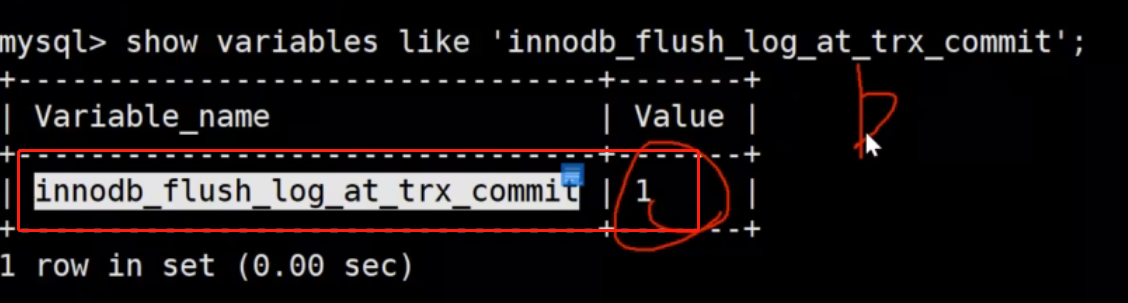 mysql> show variables like 'innodb_flush_log_at_trx_commit';
+--------------------------------+-------+
| Variable_name | Value |
+--------------------------------+-------+
| innodb_flush_log_at_trx_commit | 1 |
+--------------------------------+-------+
1 row in set (0.00 sec)